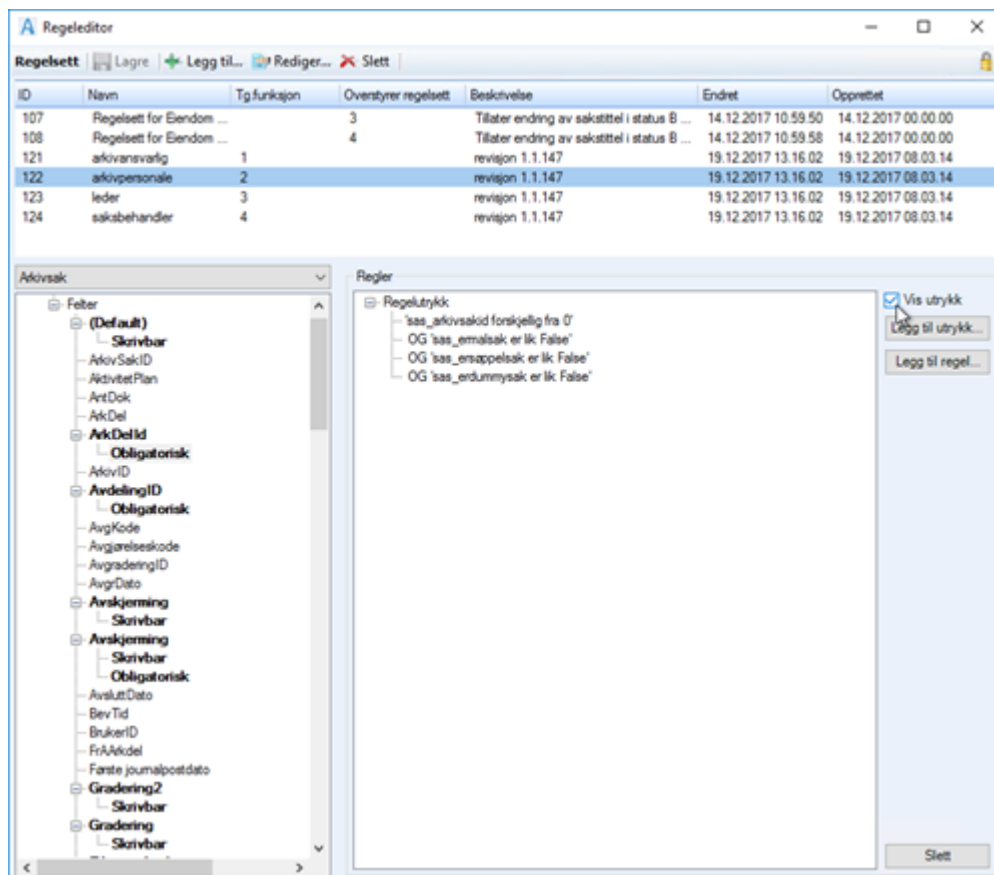 Regeleditor
Regelsett Lagre Legg til... Rediger... Slett
ID Navn Tg.funksjon Overstyrer regelsett Beskrivelse Endret Opprettet
107 Regelsett for Eiendom ... 3 Tillater endring av sakstittel i status B ... 14.12.2017 10.59.50 14.12.2017 00.00.00
108 Regelsett for Eiendom ... 4 Tillater endring av sakstittel i status B ... 14.12.2017 10.59.58 14.12.2017 00.00.00
121 arkivansvarlig 1 revisjon 1.1.147 19.12.2017 13.16.02 19.12.2017 08.03.14
122 arkivpersonale 2 revisjon 1.1.147 19.12.2017 13.16.02 19.12.2017 08.03.14
123 leder 3 revisjon 1.1.147 19.12.2017 13.16.02 19.12.2017 08.03.14
124 saksbehandler 4 revisjon 1.1.147 19.12.2017 13.16.02 19.12.2017 08.03.14
Arkivsak
Felter
(Default)
Skrivbar
ArkivSakID
AktivitetPlan
AntDok
ArkDel
ArkDelId
Obligatorisk
ArkivID
AvdelingID
Obligatorisk
AvgKode
Avgjørelseskode
AvgraderingID
AvgrDato
Avskjerming
Skrivbar
Avskjerming
Skrivbar
Obligatorisk
AvsluttDato
BevTid
BrukerID
FrAArkdel
Første journalpostdato
Gradering2
Skrivbar
Gradering
Skrivbar
Regler
Regelutrykk
'sas_arkivsakid forskjellig fra 0'
OG 'sas_ermalsak er lik False'
OG 'sas_ersøppelsak er lik False'
OG 'sas_erdummysak er lik False'
Vis utrykk
Legg til utrykk...
Legg til regel...
Slett